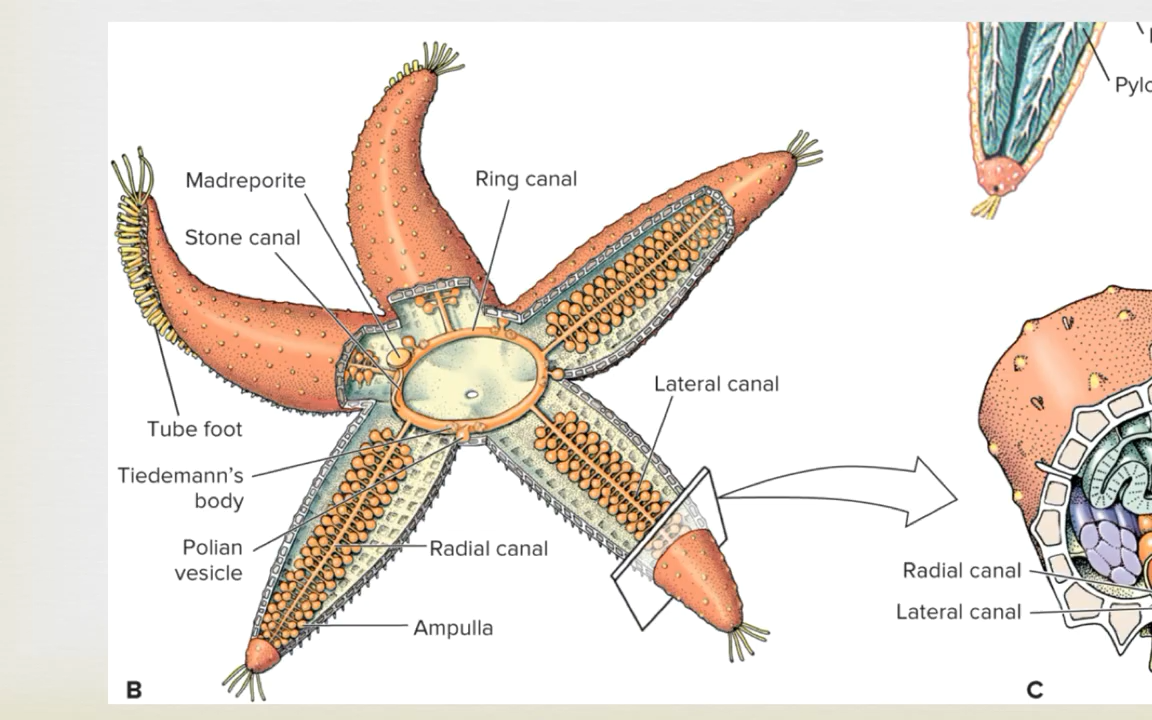 Pylo
Madreporite
Ring canal
Stone canal
Lateral canal
Tube foot
Tiedemann's
body
Polian
vesicle
Radial canal
Ampulla
Radial canal
Lateral canal
B
C